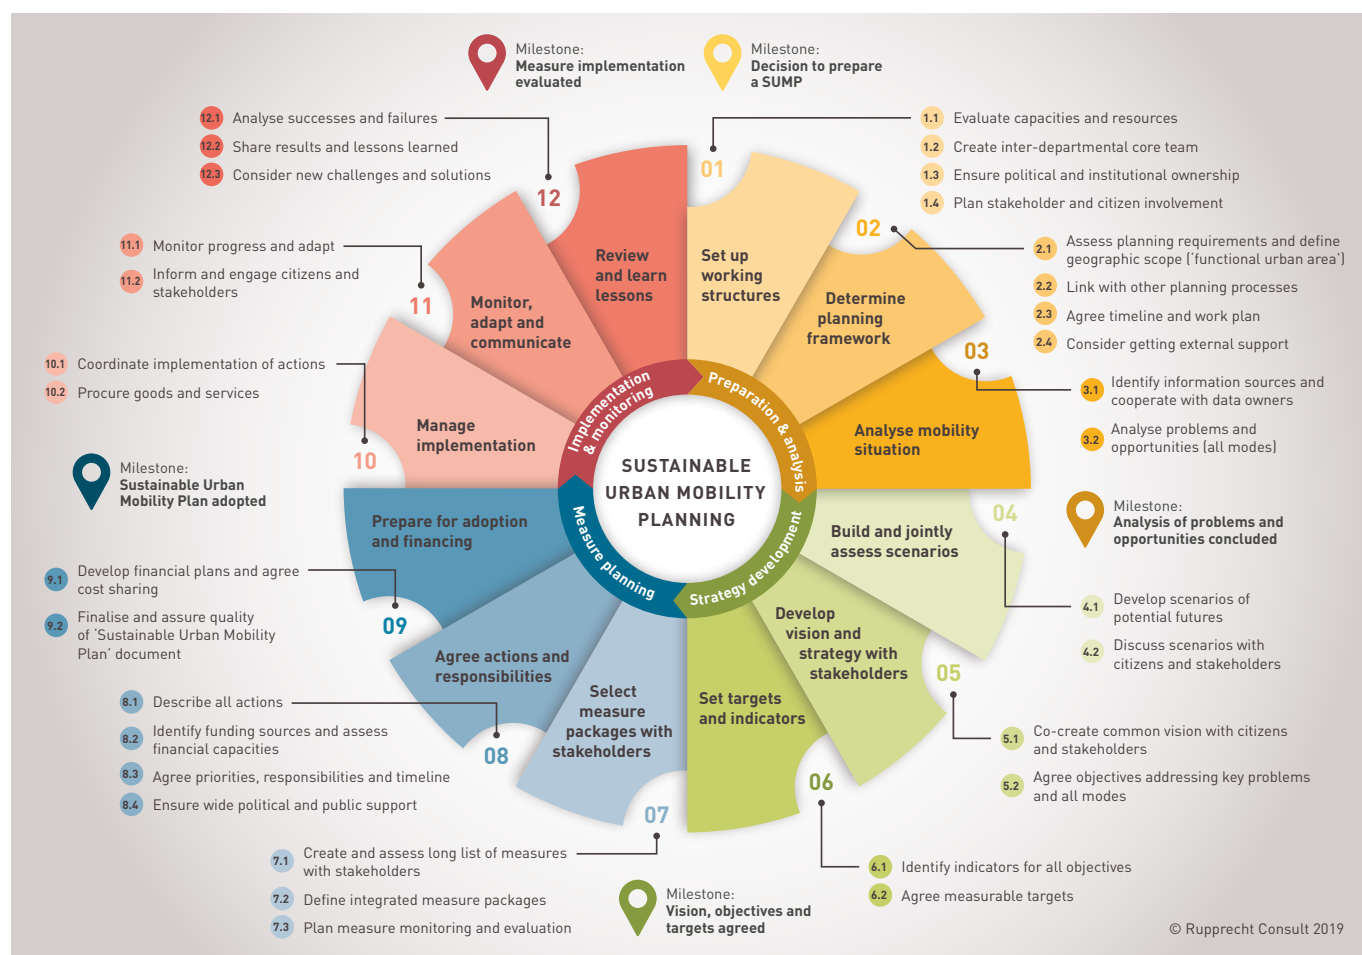 Milestone:
Measure implementation
evaluated
Milestone:
Decision to prepare
a SUMP
12.1 Analyse successes and failures
12.2 Share results and lessons learned
12.3 Consider new challenges and solutions
1.1 Evaluate capacities and resources
1.2 Create inter-departmental core team
1.3 Ensure political and institutional ownership
1.4 Plan stakeholder and citizen involvement
11.1 Monitor progress and adapt
11.2 Inform and engage citizens and
stakeholders
2.1 Assess planning requirements and define
geographic scope (‘functional urban area’)
2.2 Link with other planning processes
2.3 Agree timeline and work plan
2.4 Consider getting external support
10.1 Coordinate implementation of actions
10.2 Procure goods and services
3.1 Identify information sources and
cooperate with data owners
3.2 Analyse problems and
opportunities (all modes)
01
Set up
working
structures
02
Determine
planning
framework
03
Analyse mobility
situation
04
Build and jointly
assess scenarios
05
Develop
vision and
strategy with
stakeholders
06
Set targets
and indicators
07
Select
measure
packages with
stakeholders
08
Agree actions and
responsibilities
09
Prepare for adoption
and financing
10
Manage
implementation
11
Monitor,
adapt and
communicate
12
Review
and learn
lessons
Preparation & analysis
Strategy development
Measure planning
Implementation
& monitoring
SUSTAINABLE
URBAN MOBILITY
PLANNING
Milestone:
Sustainable Urban
Mobility Plan adopted
Milestone:
Analysis of problems and
opportunities concluded
9.1 Develop financial plans and agree
cost sharing
9.2 Finalise and assure quality
of ‘Sustainable Urban Mobility
Plan’ document
4.1 Develop scenarios of
potential futures
4.2 Discuss scenarios with
citizens and stakeholders
8.1 Describe all actions
8.2 Identify funding sources and assess
financial capacities
8.3 Agree priorities, responsibilities and timeline
8.4 Ensure wide political and public support
5.1 Co-create common vision with citizens
and stakeholders
5.2 Agree objectives addressing key problems
and all modes
7.1 Create and assess long list of measures
with stakeholders
7.2 Define integrated measure packages
7.3 Plan measure monitoring and evaluation
6.1 Identify indicators for all objectives
6.2 Agree measurable targets
Milestone:
Vision, objectives and
targets agreed
© Rupprecht Consult 2019